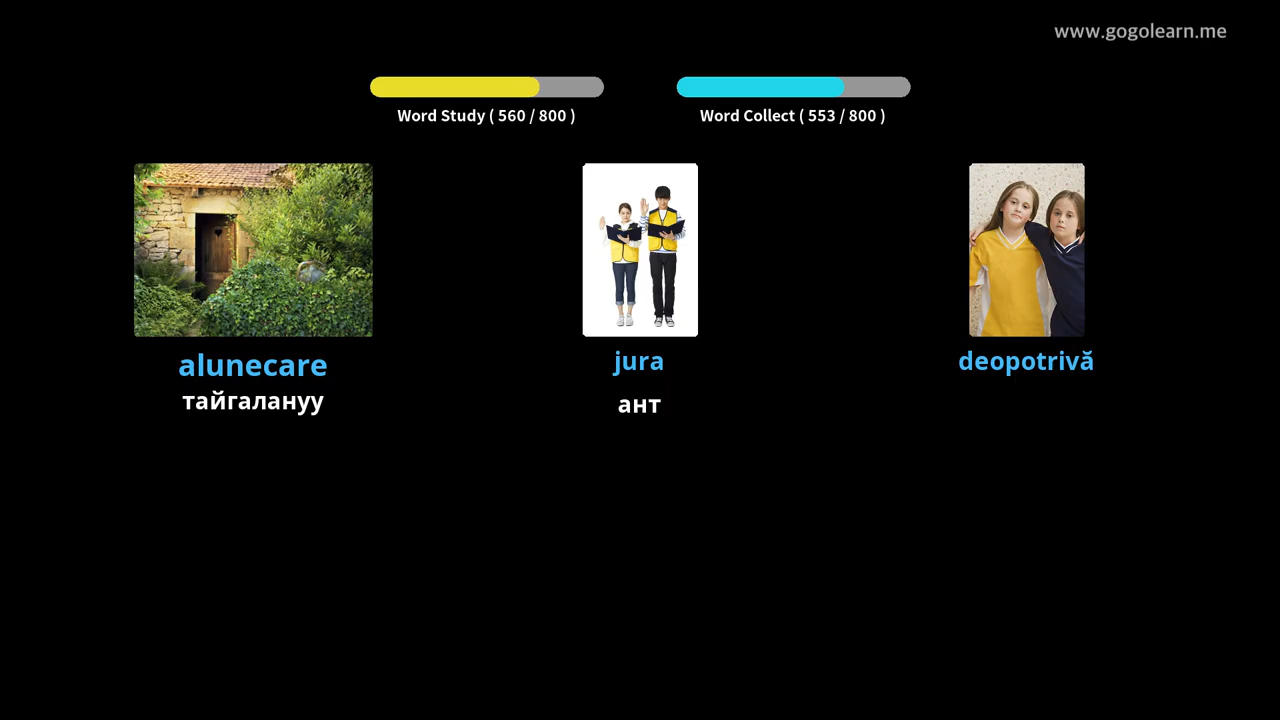 www.gogolearn.me
Word Study ( 560 / 800 )
Word Collect ( 553 / 800 )
alunecare
тайгалануу
jura
ант
deopotrivă